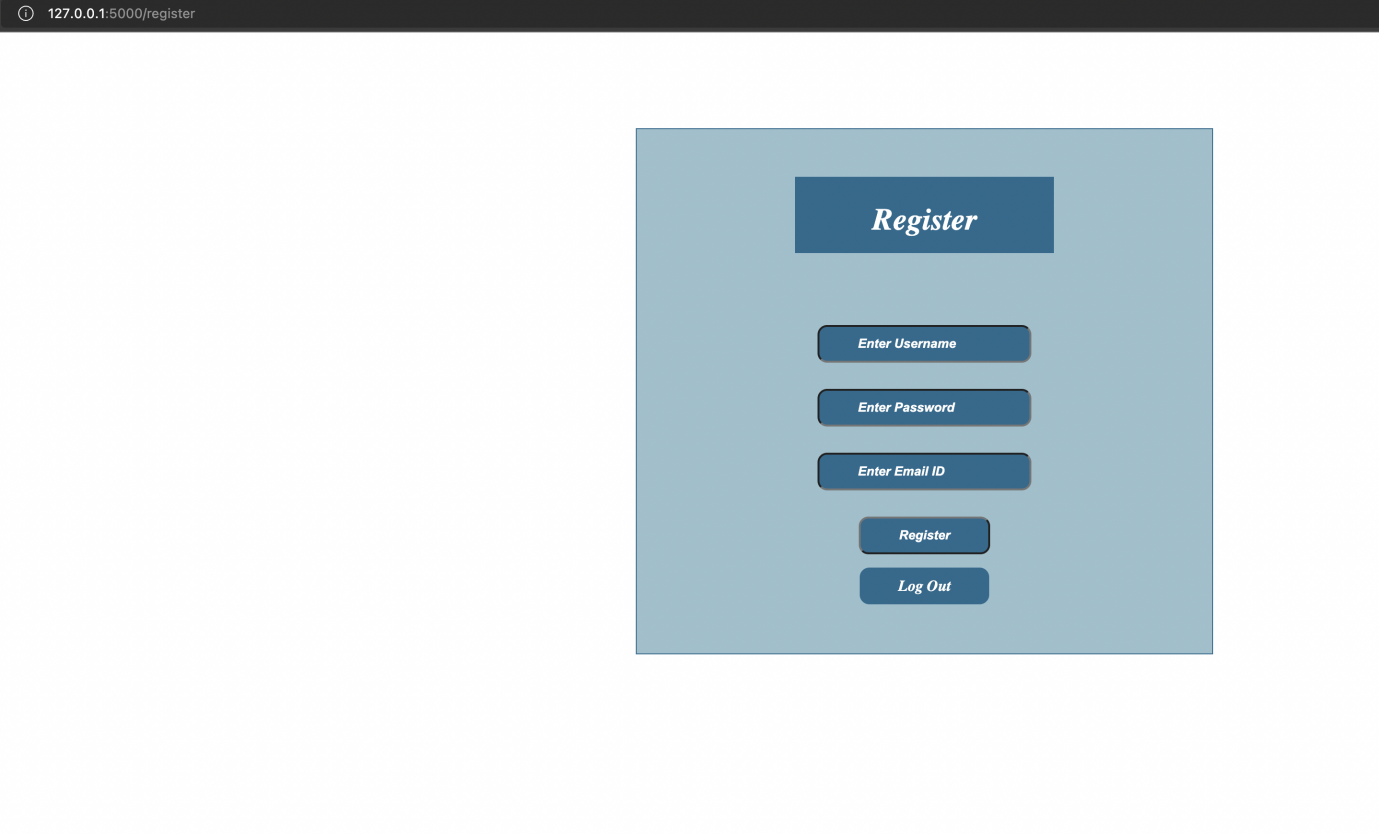 127.0.0.1:5000/register
Register
Enter Username
Enter Password
Enter Email ID
Register
Log Out